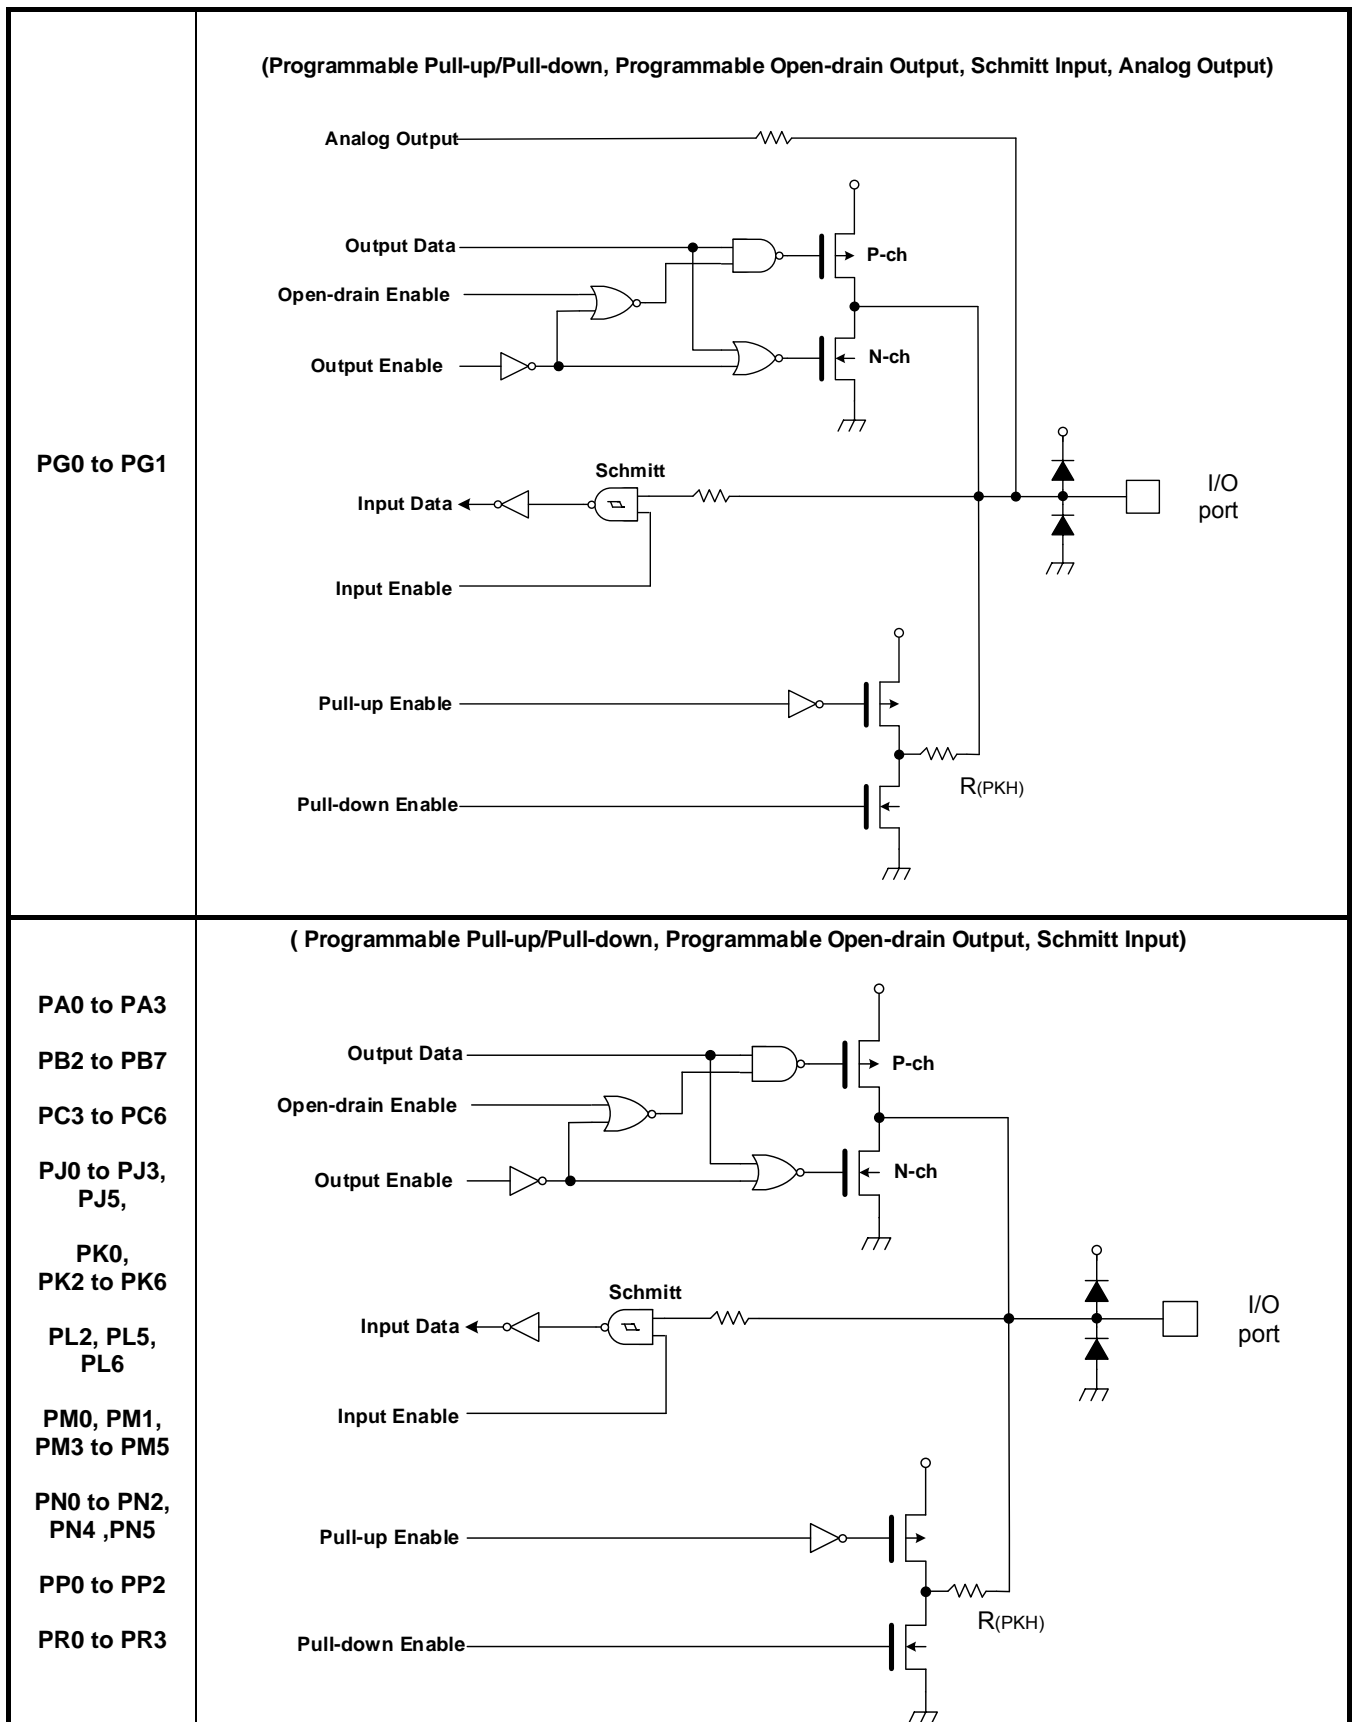 (Programmable Pull-up/Pull-down, Programmable Open-drain Output, Schmitt Input, Analog Output)
Analog Output
Output Data
P-ch
Open-drain Enable
Output Enable
N-ch
PG0 to PG1
Schmitt
Input Data
I/O
port
Input Enable
Pull-up Enable
R(PKH)
Pull-down Enable
( Programmable Pull-up/Pull-down, Programmable Open-drain Output, Schmitt Input)
PA0 to PA3
PB2 to PB7
PC3 to PC6
PJ0 to PJ3,
PJ5,
PK0,
PK2 to PK6
PL2, PL5,
PL6
PM0, PM1,
PM3 to PM5
PN0 to PN2,
PN4 ,PN5
PP0 to PP2
PR0 to PR3
Output Data
P-ch
Open-drain Enable
Output Enable
N-ch
Schmitt
Input Data
I/O
port
Input Enable
Pull-up Enable
R(PKH)
Pull-down Enable